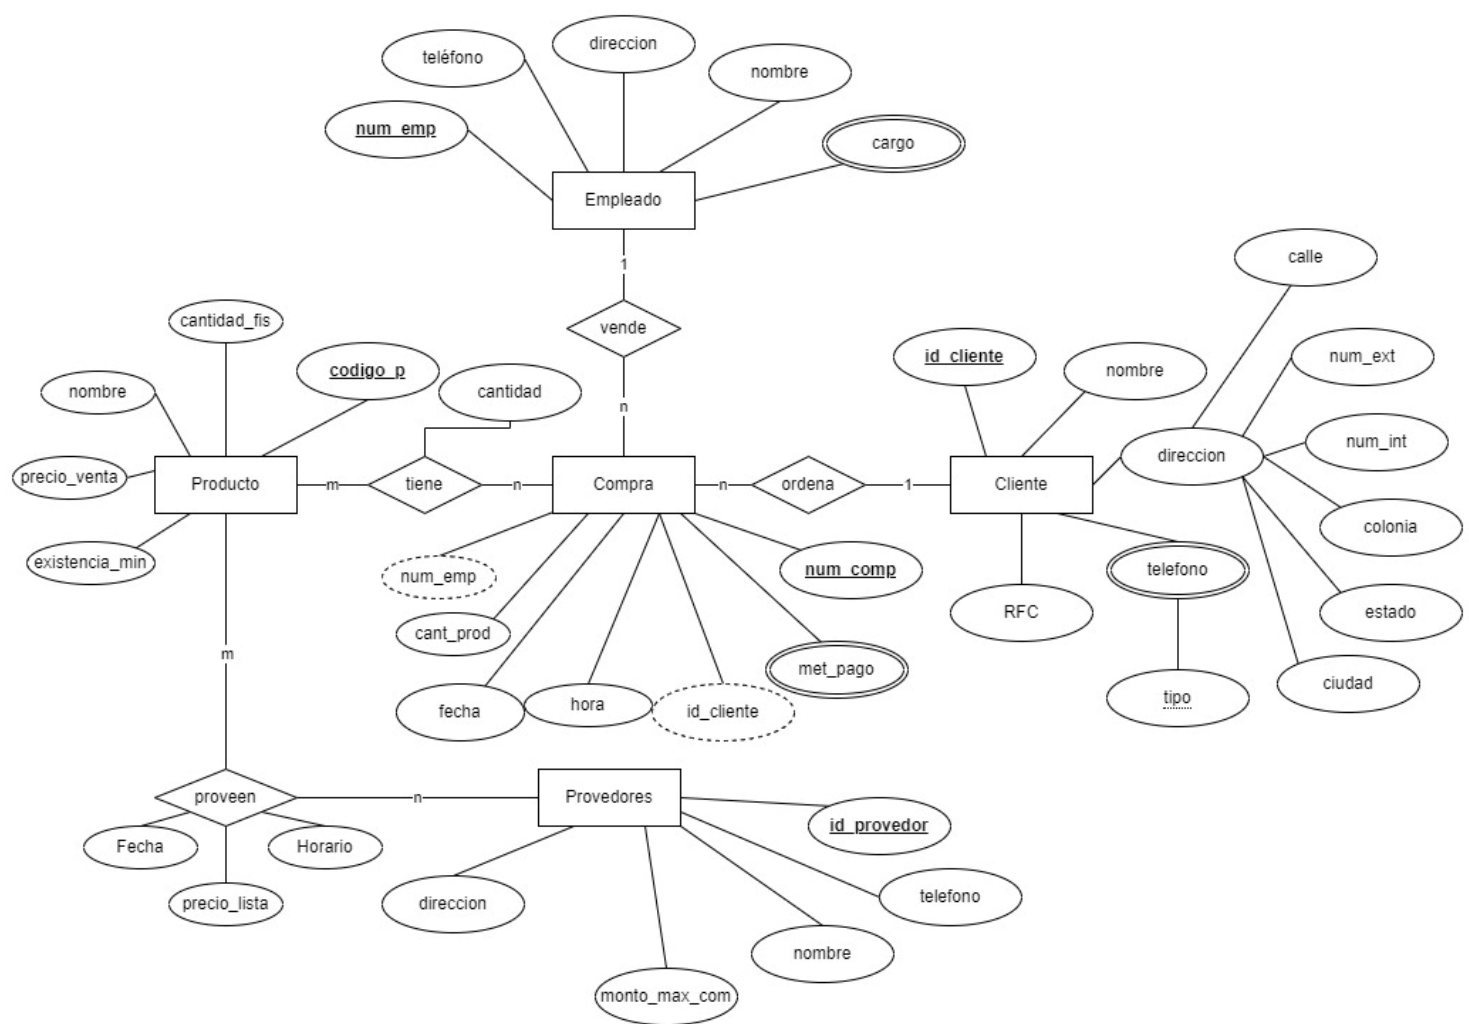 direccion
teléfono
nombre
num_emp
cargo
Empleado
1
calle
cantidad_fis
vende
id_cliente
num_ext
codigo_p
nombre
nombre
cantidad
n
num_int
direccion
precio_venta
Producto
m
tiene
n
Compra
n
ordena
1
Cliente
colonia
existencia_min
num_emp
num_comp
telefono
RFC
estado
cant_prod
m
met_pago
ciudad
tipo
fecha
hora
id_cliente
proveen
n
Provedores
id_provedor
Fecha
Horario
precio_lista
direccion
telefono
nombre
monto_max_com